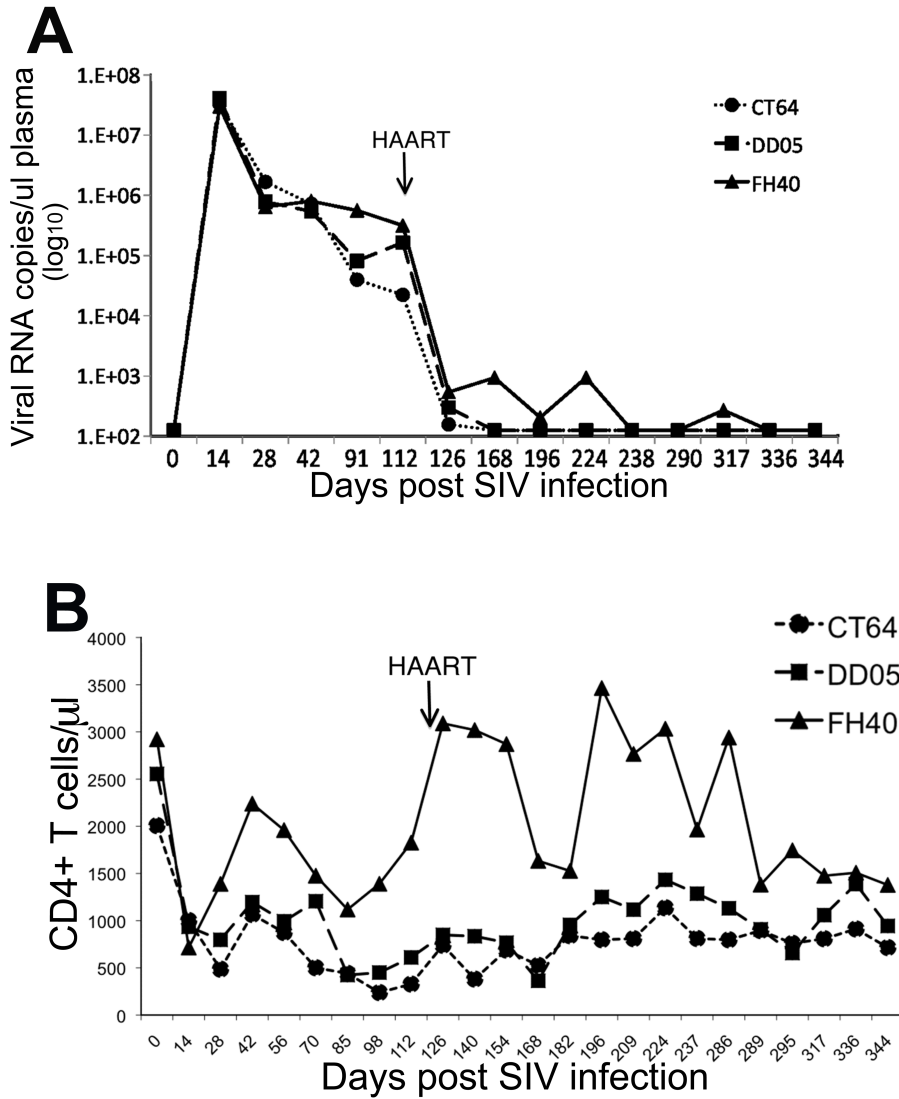 A
Viral RNA copies/ul plasma
(log10)
1.E+08
1.E+07
1.E+06
1.E+05
1.E+04
1.E+03
1.E+02
HAART
CT64
DD05
FH40
0 14 28 42 91 112 126 168 196 224 238 290 317 336 344
Days post SIV infection
B
CD4+ T cells/µl
4000
3500
3000
2500
2000
1500
1000
500
0
HAART
CT64
DD05
FH40
0 14 28 42 56 70 85 98 112 126 140 154 168 182 196 209 224 237 286 289 295 317 336 344
Days post SIV infection